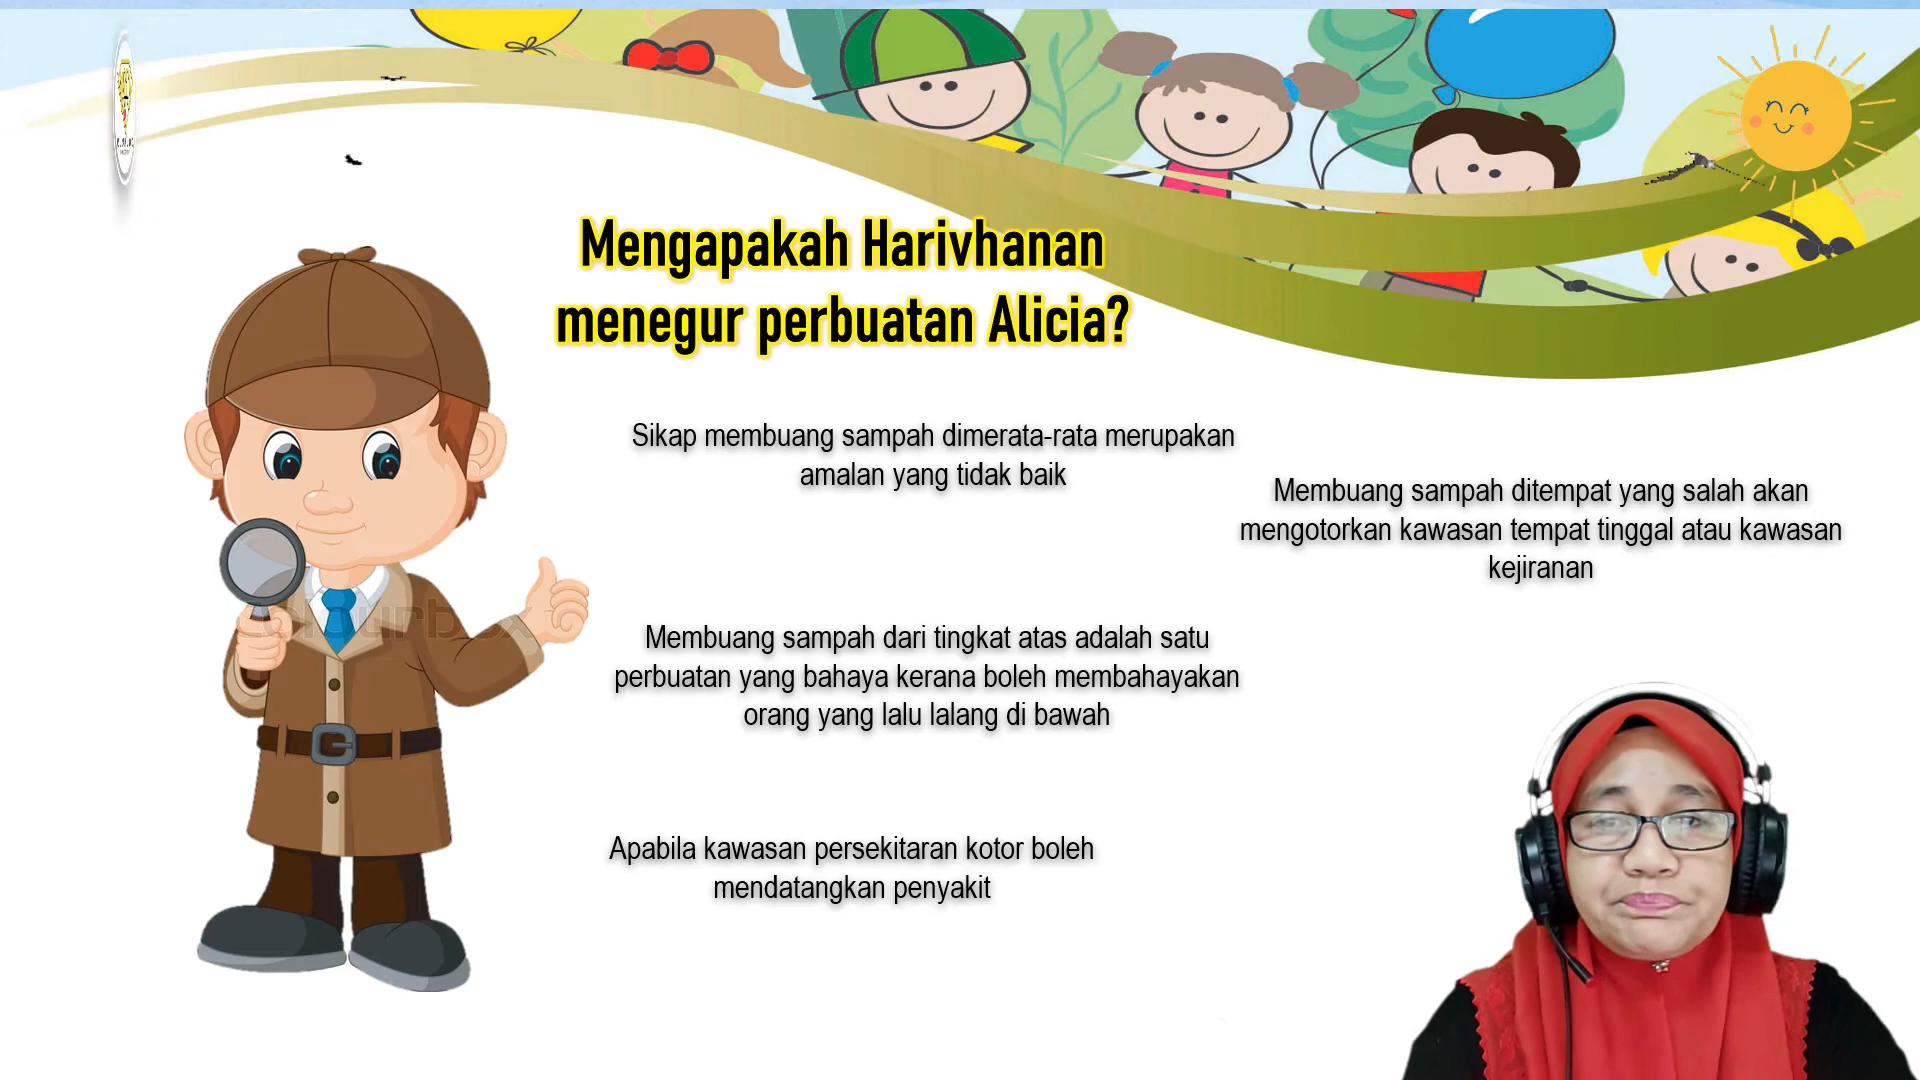 Mengapakah Harivhanan
menegur perbuatan Alicia?
Sikap membuang sampah dimerata-rata merupakan
amalan yang tidak baik
Membuang sampah ditempat yang salah akan
mengotorkan kawasan tempat tinggal atau kawasan
kejiranan
Membuang sampah dari tingkat atas adalah satu
perbuatan yang bahaya kerana boleh membahayakan
orang yang lalu lalang di bawah
Apabila kawasan persekitaran kotor boleh
mendatangkan penyakit